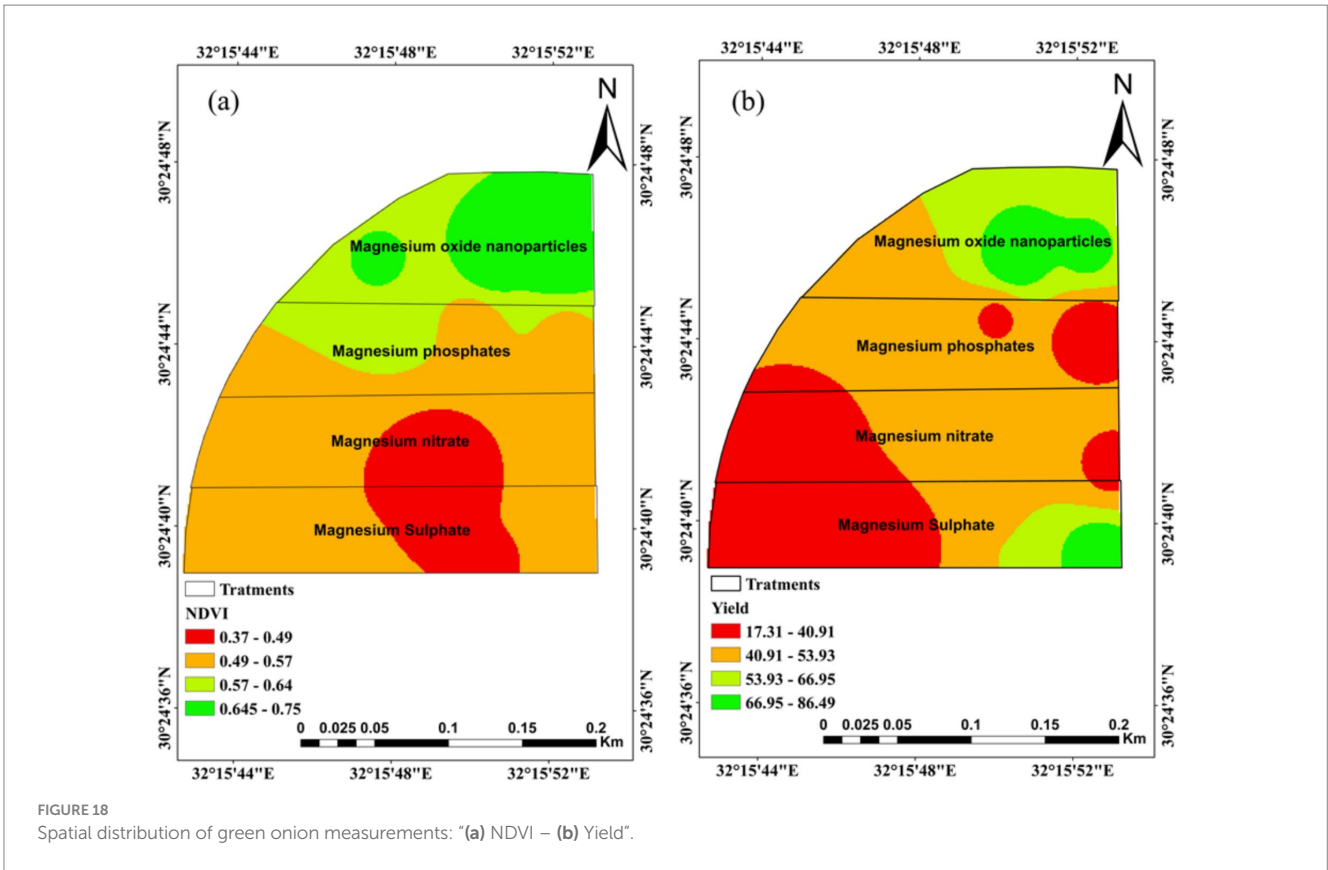 32°15'44"E 32°15'48"E 32°15'52"E
(a)
N
30°24'48"N 30°24'48"N
Magnesium oxide nanoparticles
30°24'44"N 30°24'44"N
Magnesium phosphates
Magnesium nitrate
30°24'40"N 30°24'40"N
Magnesium Sulphate
Tratments
NDVI
0.37 - 0.49
0.49 - 0.57
0.57 - 0.64
0.645 - 0.75
30°24'36"N 30°24'36"N
0 0.025 0.05 0.1 0.15 0.2
Km
32°15'44"E 32°15'48"E 32°15'52"E
32°15'44"E 32°15'48"E 32°15'52"E
(b)
N
30°24'48"N 30°24'48"N
Magnesium oxide nanoparticles
30°24'44"N 30°24'44"N
Magnesium phosphates
Magnesium nitrate
30°24'40"N 30°24'40"N
Magnesium Sulphate
Tratments
Yield
17.31 - 40.91
40.91 - 53.93
53.93 - 66.95
66.95 - 86.49
30°24'36"N 30°24'36"N
0 0.025 0.05 0.1 0.15 0.2
Km
32°15'44"E 32°15'48"E 32°15'52"E
FIGURE 18
Spatial distribution of green onion measurements: "(a) NDVI – (b) Yield".